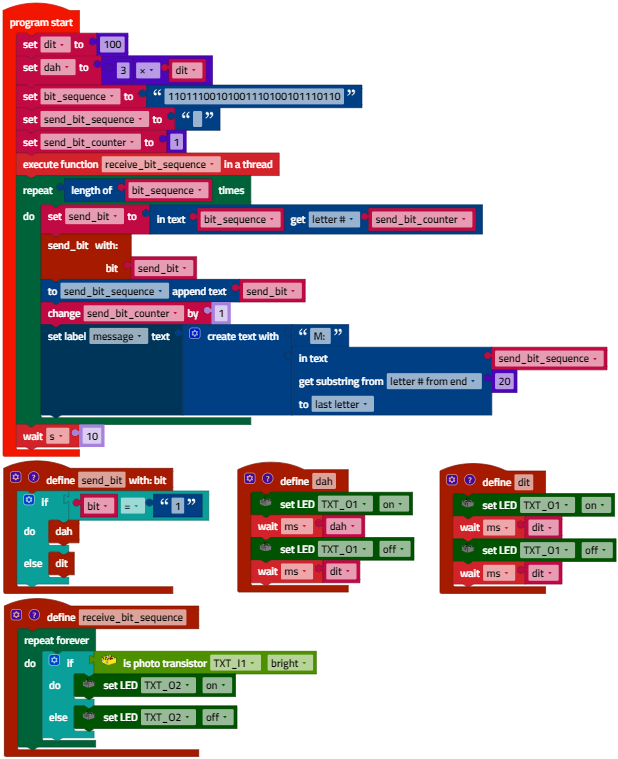 program start
set dit to 100
set dah to 3 × dit
set bit_sequence to “ 11011100101001110100101110110 ”
set send_bit_sequence to “ ”
set send_bit_counter to 1
execute function receive_bit_sequence in a thread
repeat length of bit_sequence times
do set send_bit to in text bit_sequence get letter # send_bit_counter
send_bit with:
bit send_bit
to send_bit_sequence append text send_bit
change send_bit_counter by 1
set label message text create text with “ M: ”
in text send_bit_sequence
get substring from letter # from end 20
to last letter
wait s 10
? define send_bit with: bit
if bit = “ 1 ”
do dah
else dit
? define dah
set LED TXT_O1 on
wait ms dah
set LED TXT_O1 off
wait ms dit
? define dit
set LED TXT_O1 on
wait ms dit
set LED TXT_O1 off
wait ms dit
? define receive_bit_sequence
repeat forever
do if is photo transistor TXT_I1 bright
do set LED TXT_O2 on
else set LED TXT_O2 off